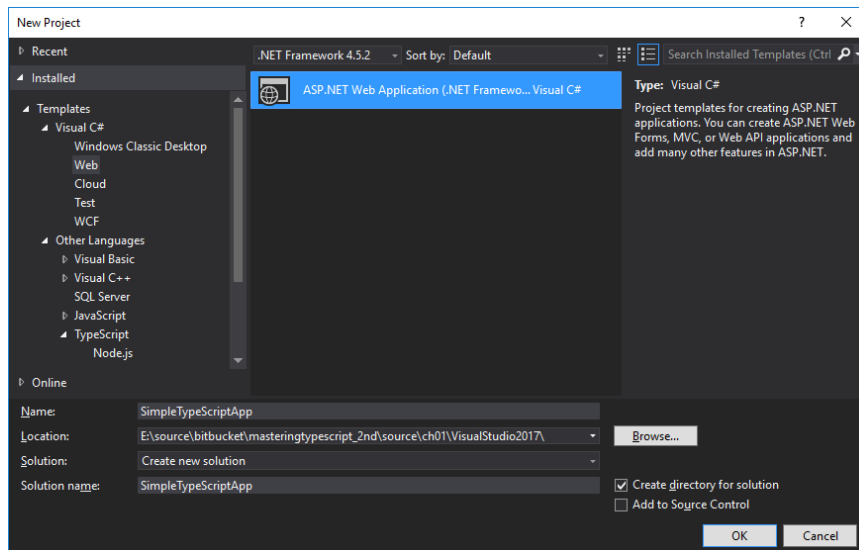 New Project
?
Recent
.NET Framework 4.5.2
Sort by: Default
Search Installed Templates (Ctrl
Installed
Templates
Visual C#
Windows Classic Desktop
Web
Cloud
Test
WCF
Other Languages
Visual Basic
Visual C++
SQL Server
JavaScript
TypeScript
Node.js
Online
ASP.NET Web Application (.NET Framewo... Visual C#
Type: Visual C#
Project templates for creating ASP.NET
applications. You can create ASP.NET Web
Forms, MVC, or Web API applications and
add many other features in ASP.NET.
Name: SimpleTypeScriptApp
Location: E:\source\bitbucket\masteringtypescript_2nd\source\ch01\VisualStudio2017\
Browse...
Solution: Create new solution
Solution name: SimpleTypeScriptApp
Create directory for solution
Add to Source Control
OK
Cancel